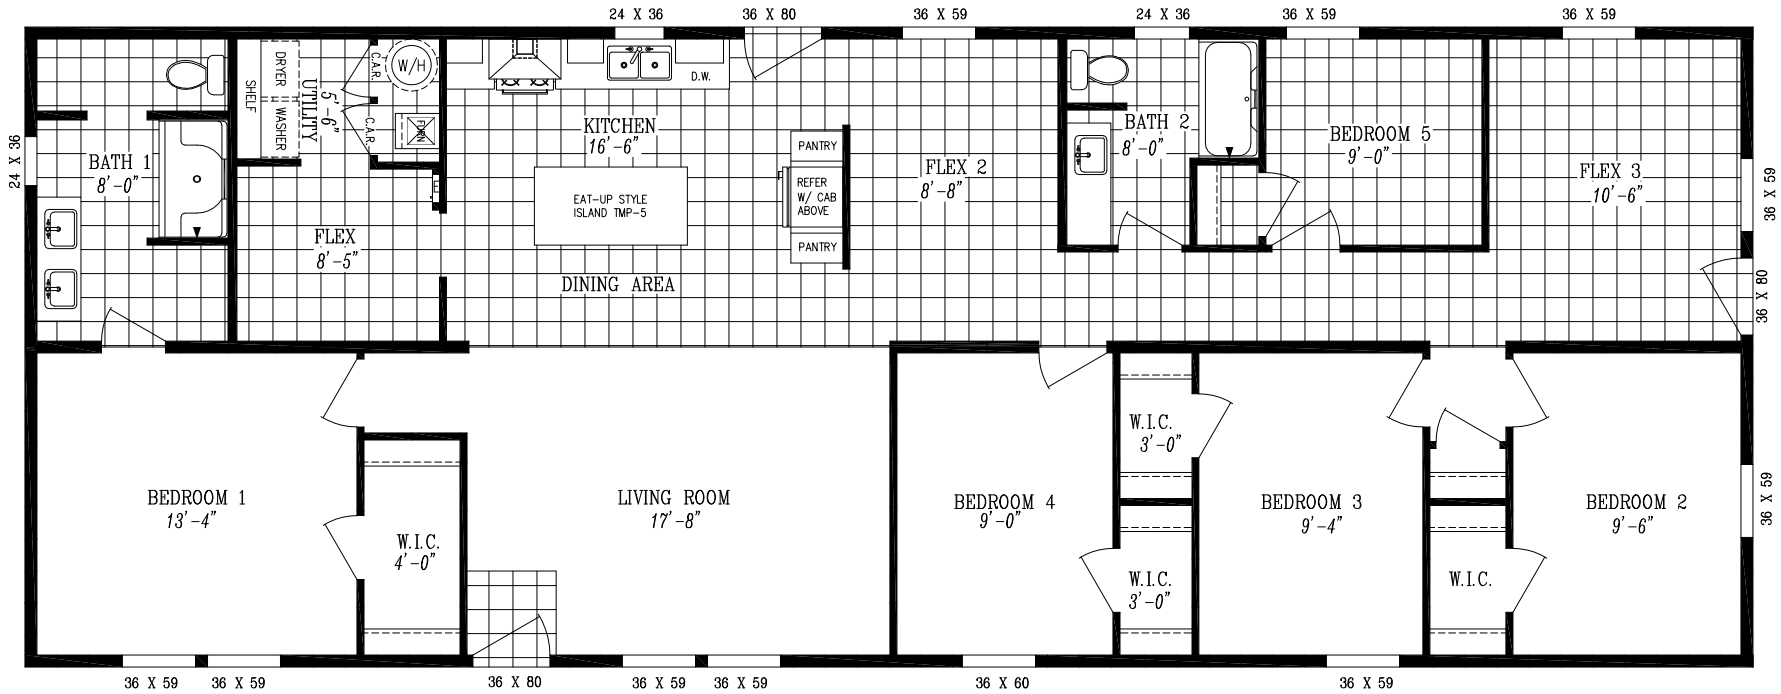 24 X 36
36 X 80
36 X 59
24 X 36
36 X 59
36 X 59
DRYER
WASHER
SHELF
UTILITY
5'-6"
C.A.R.
C.A.R.
W/H
FURN
D.W.
KITCHEN
16'-6"
PANTRY
REFER
W/ CAB
ABOVE
PANTRY
EAT-UP STYLE
ISLAND TMP-5
DINING AREA
24 X 36
BATH 1
8'-0"
FLEX
8'-5"
E
FLEX 2
8'-8"
BATH 2
8'-0"
BEDROOM 5
9'-0"
FLEX 3
10'-6"
36 X 59
36 X 80
BEDROOM 1
13'-4"
W.I.C.
4'-0"
LIVING ROOM
17'-8"
BEDROOM 4
9'-0"
W.I.C.
3'-0"
W.I.C.
3'-0"
BEDROOM 3
9'-4"
W.I.C.
BEDROOM 2
9'-6"
36 X 59
36 X 59
36 X 59
36 X 80
36 X 59
36 X 59
36 X 60
36 X 59